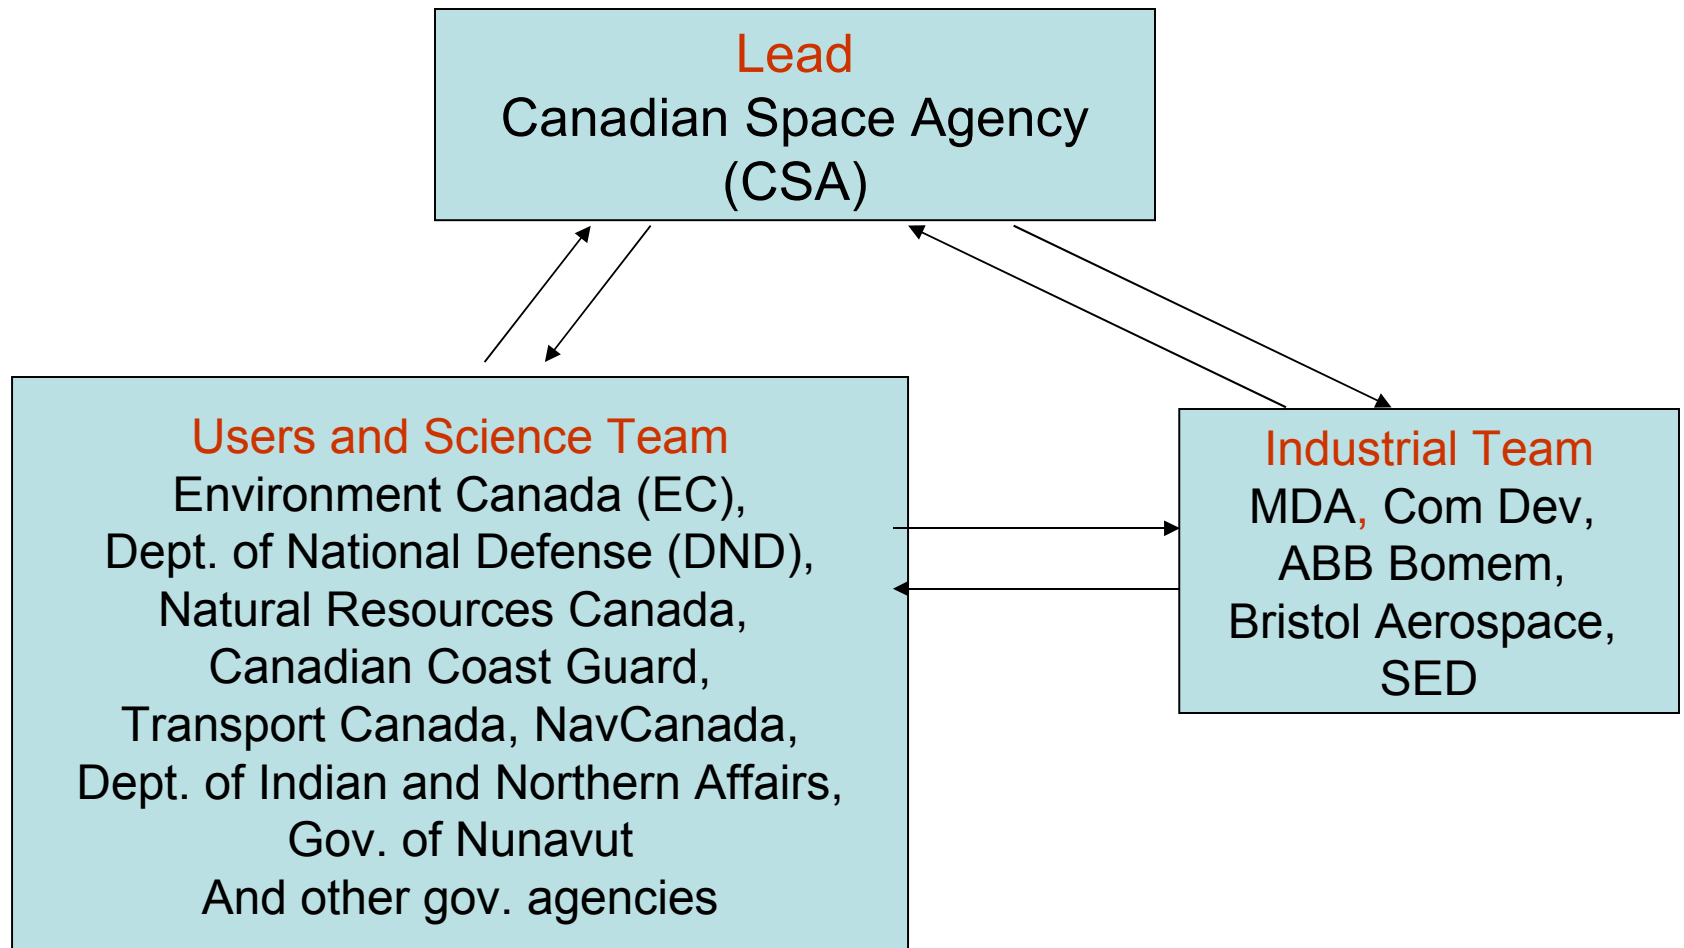 Lead
Canadian Space Agency
(CSA)
Users and Science Team
Environment Canada (EC),
Dept. of National Defense (DND),
Natural Resources Canada,
Canadian Coast Guard,
Transport Canada, NavCanada,
Dept. of Indian and Northern Affairs,
Gov. of Nunavut
And other gov. agencies
Industrial Team
MDA, Com Dev,
ABB Bomem,
Bristol Aerospace,
SED